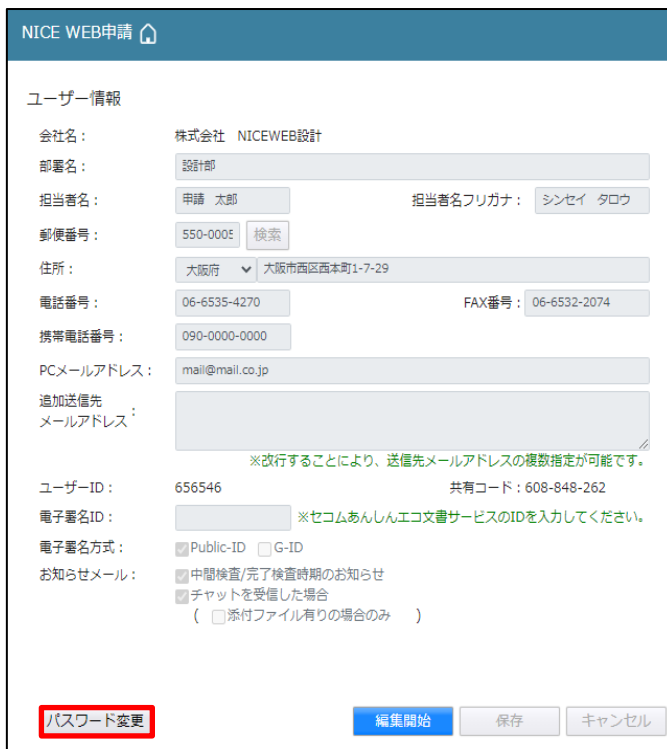 NICE WEB申請
ユーザー情報
会社名： 株式会社　NICEWEB設計
部署名： 設計部
担当者名： 申請　太郎 担当者名フリガナ： シンセイ　タロウ
郵便番号： 550-0005 検索
住所： 大阪府 大阪市西区西本町1-7-29
電話番号： 06-6535-4270 FAX番号： 06-6532-2074
携帯電話番号： 090-0000-0000
PCメールアドレス： mail@mail.co.jp
追加送信先
メールアドレス：
※改行することにより、送信先メールアドレスの複数指定が可能です。
ユーザーID： 656546 共有コード：608-848-262
電子署名ID： ※セコムあんしんエコ文書サービスのIDを入力してください。
電子署名方式： Public-ID G-ID
お知らせメール： 中間検査/完了検査時期のお知らせ
チャットを受信した場合
( 添付ファイル有りの場合のみ )
パスワード変更 編集開始 保存 キャンセル